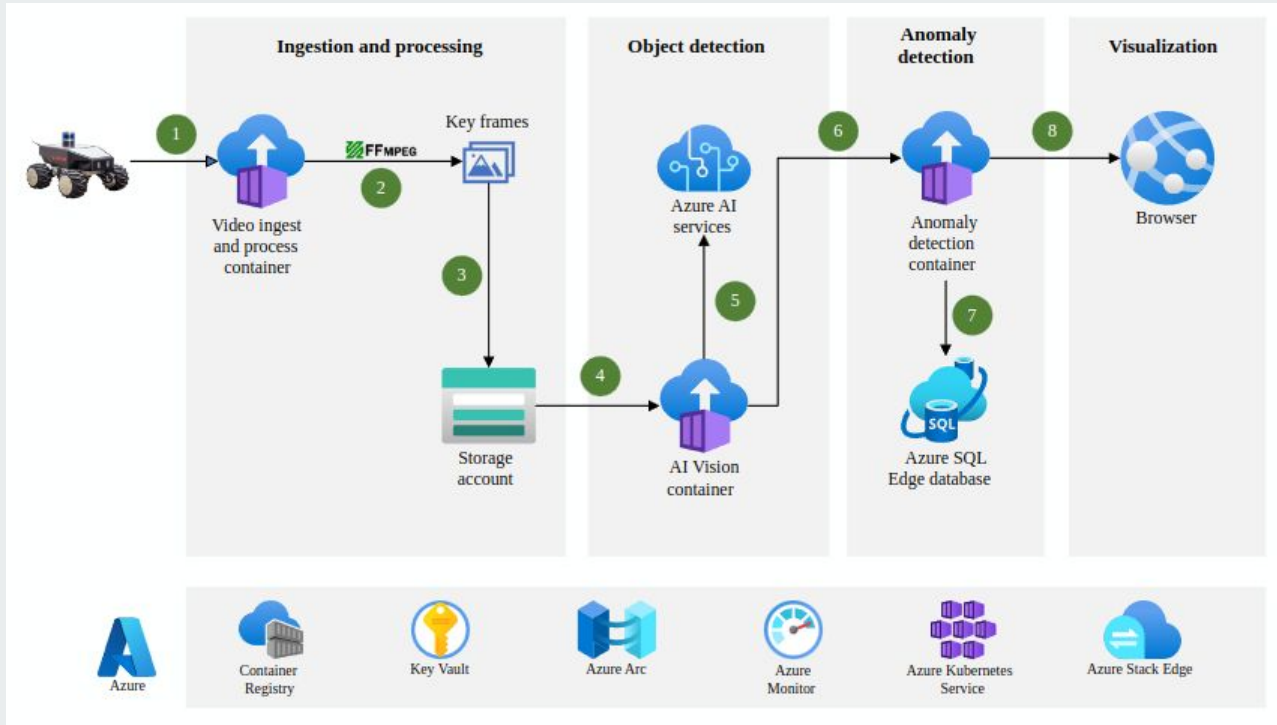 Ingestion and processing
Object detection
Anomaly
detection
Visualization
1
FFMPEG
2
Key frames
Video ingest
and process
container
3
Storage
account
4
Azure AI
services
5
AI Vision
container
6
Anomaly
detection
container
7
SQL
Azure SQL
Edge database
8
Browser
Azure
Container
Registry
Key Vault
Azure Arc
Azure
Monitor
Azure Kubernetes
Service
Azure Stack Edge